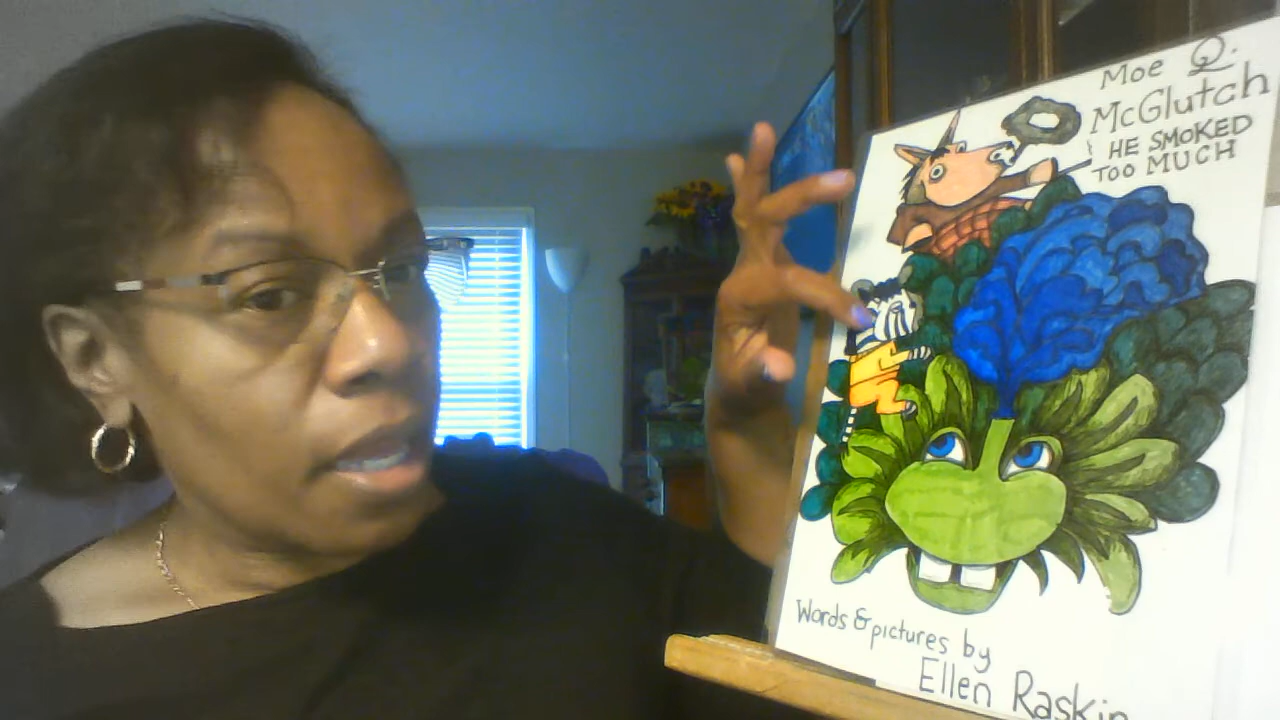 Moe Q.
McGlutch
HE SMOKED
TOO MUCH
Words & pictures by
Ellen Raskin